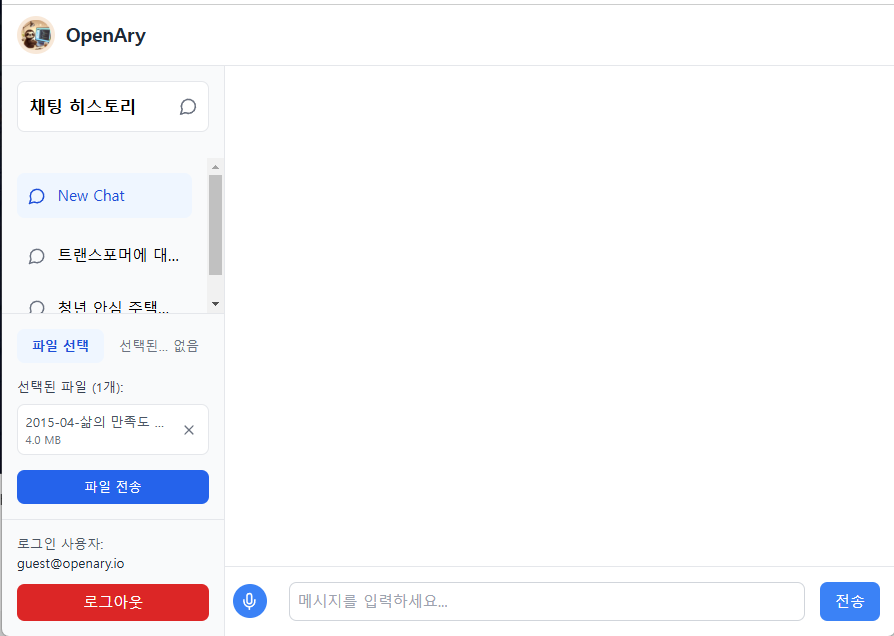 OpenAry
채팅 히스토리
New Chat
트랜스포머에 대...
청년 안심 주택...
파일 선택 선택된... 없음
선택된 파일 (1개):
2015-04-삶의 만족도 ...
4.0 MB
파일 전송
로그인 사용자:
guest@openary.io
로그아웃
메시지를 입력하세요...
전송